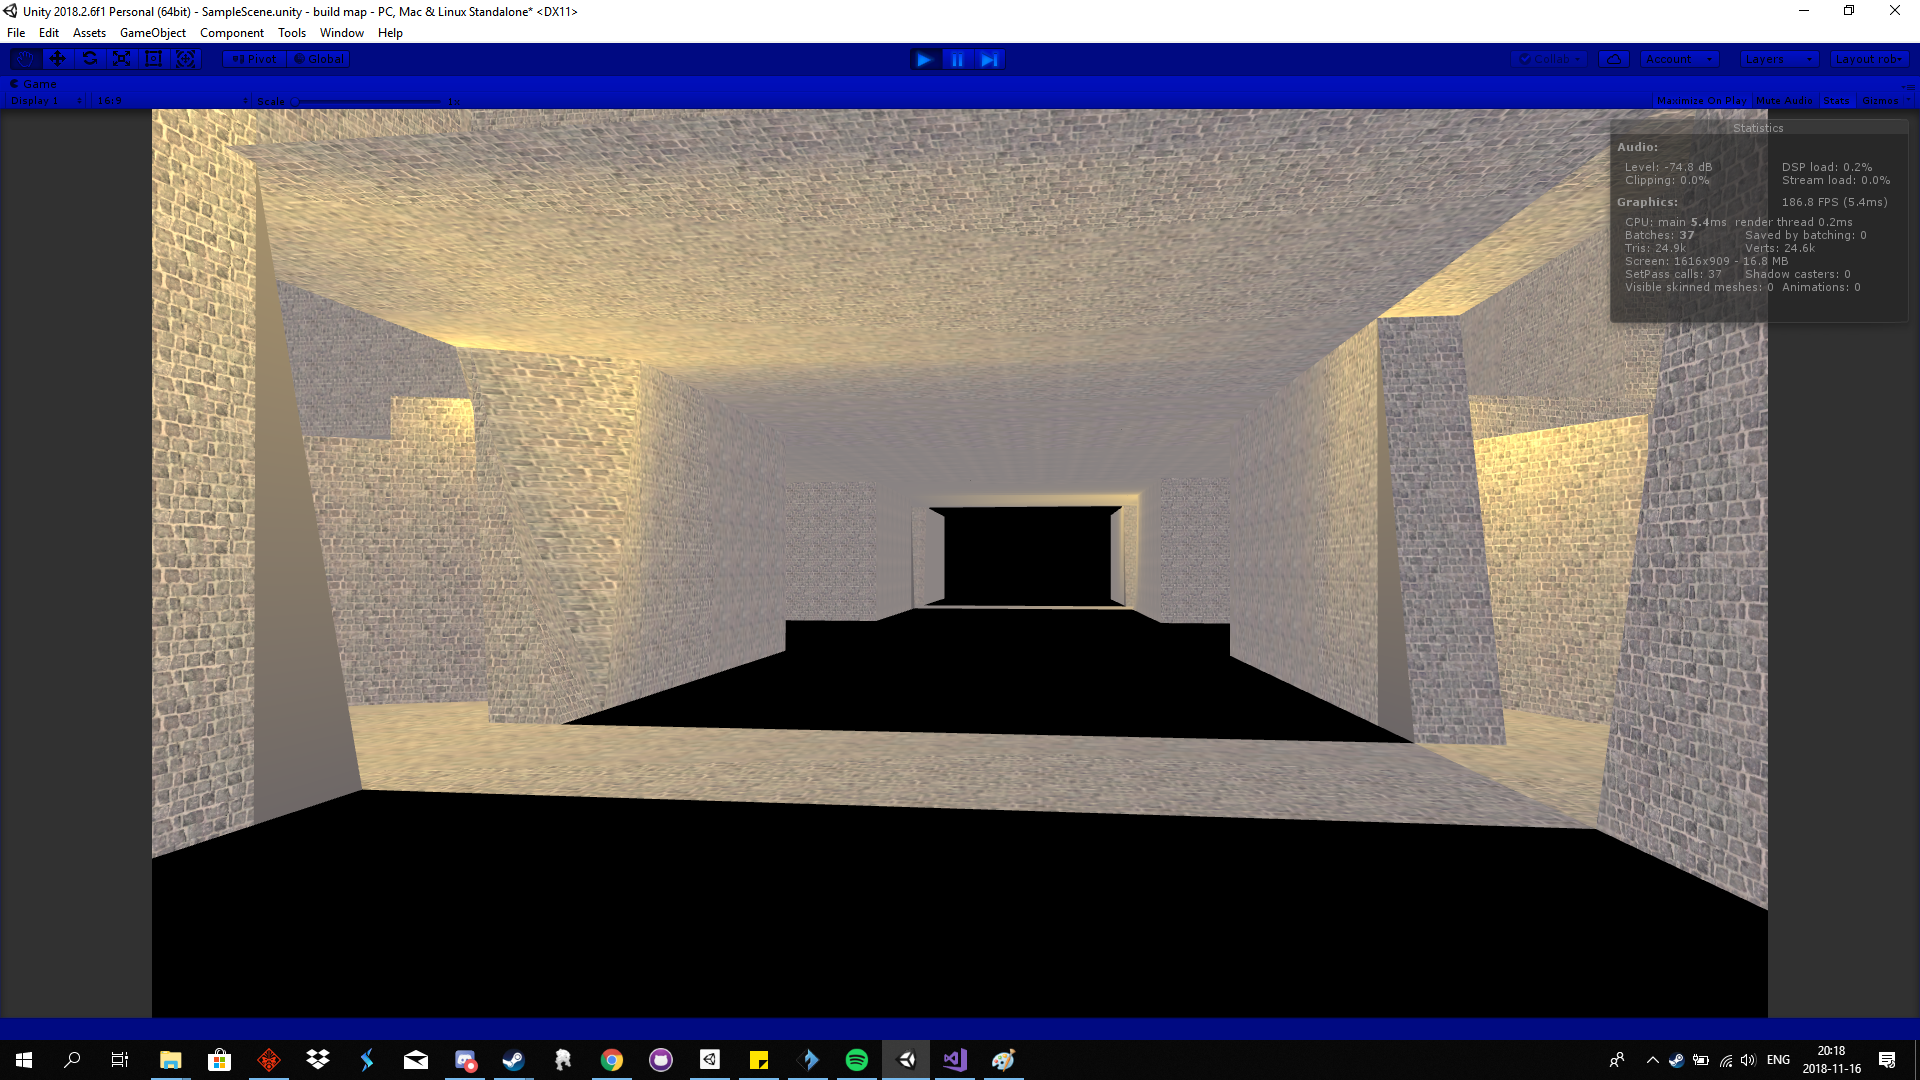 Unity 2018.2.6f1 Personal (64bit) - SampleScene.unity - build map - PC, Mac & Linux Standalone* <DX11>
File Edit Assets GameObject Component Tools Window Help
Pivot Global Collab Account Layers Layout rob
Game
Display 1 16:9 Scale 1x Maximize On Play Mute Audio Stats Gizmos
Statistics
Audio:
Level: -74.8 dB DSP load: 0.2%
Clipping: 0.0% Stream load: 0.0%
Graphics: 186.8 FPS (5.4ms)
CPU: main 5.4ms render thread 0.2ms
Batches: 37 Saved by batching: 0
Tris: 24.9k Verts: 24.6k
Screen: 1616x909 - 16.8 MB
SetPass calls: 37 Shadow casters: 0
Visible skinned meshes: 0 Animations: 0
ENG
20:18
2018-11-16